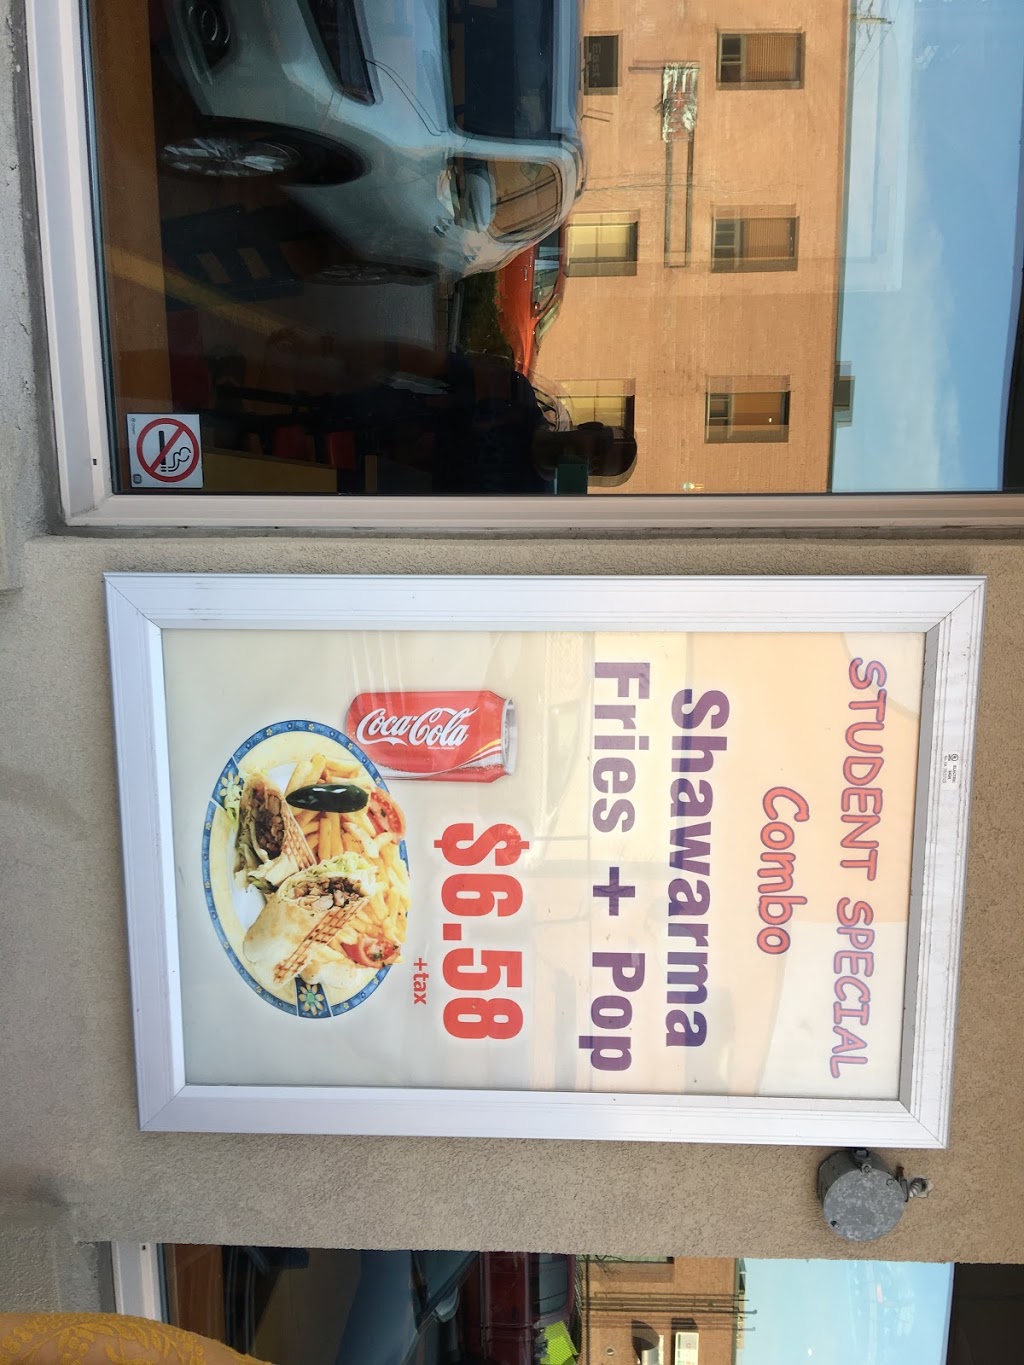 STUDENT SPECIAL
Combo
Shawarma
Fries + Pop
$6.58
+tax
Coca-Cola